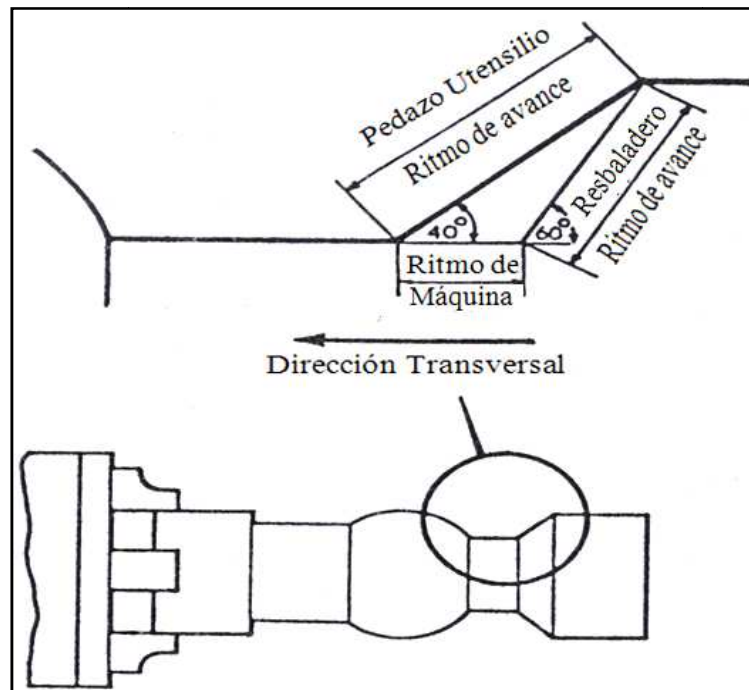 Pedazo Utensilio
Ritmo de avance
40°
60°
Resbaladero
Ritmo de avance
Ritmo de
Máquina
Dirección Transversal